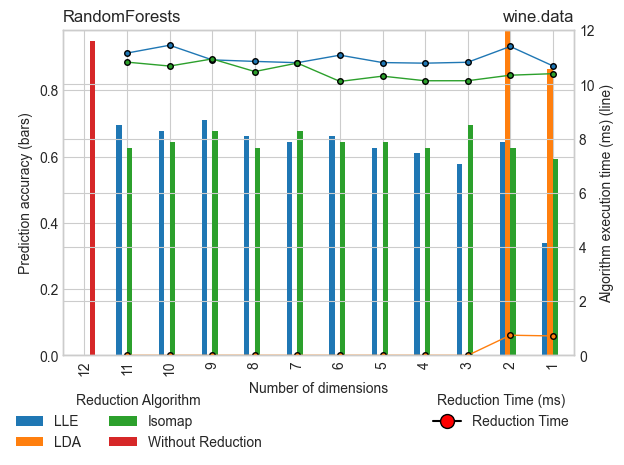 RandomForests wine.data
Prediction accuracy (bars)
0.0
0.2
0.4
0.6
0.8
Algorithm execution time (ms) (line)
0
2
4
6
8
10
12
12 11 10 9 8 7 6 5 4 3 2 1
Number of dimensions
Reduction Algorithm
LLE Isomap
LDA Without Reduction
Reduction Time (ms)
Reduction Time